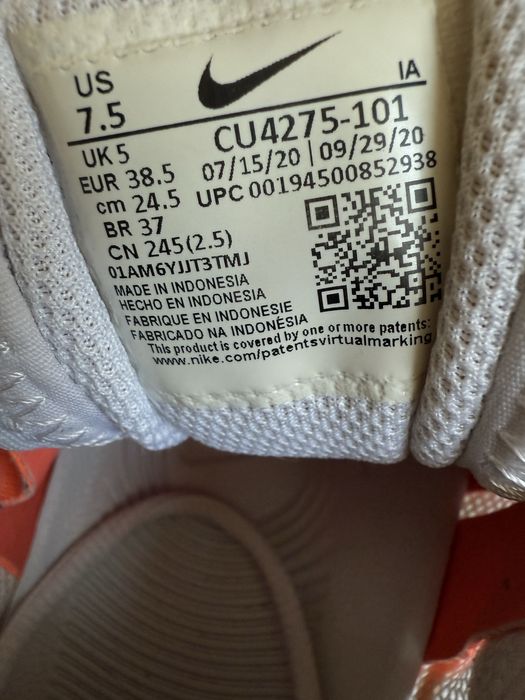 US
7.5
IA
UK 5
EUR 38.5
cm 24.5
BR 37
CN 245(2.5)
CU4275-101
07/15/20 | 09/29/20
UPC 00194500852938
01AM6YJJT3TMJ
MADE IN INDONESIA
HECHO EN INDONESIA
FABRIQUE EN INDONESIE
FABRICADO NA INDONÉSIA
This product is covered by one or more patents:
www.nike.com/patentsvirtualmarking